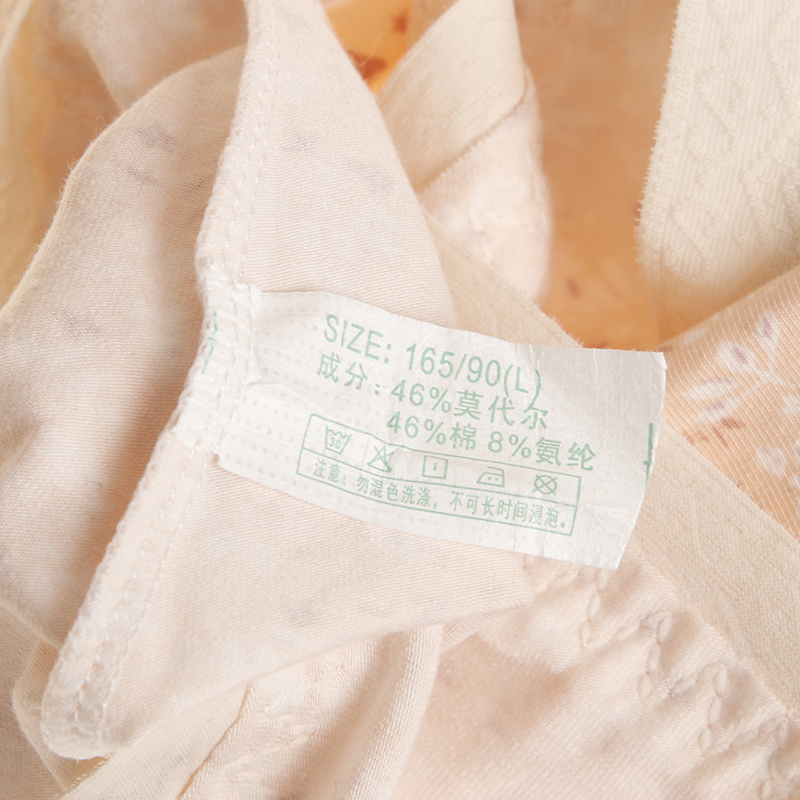 SIZE: 165/90(L)
成分: 46%莫代尔
46%棉 8%氨纶
30
注意: 勿混色洗涤, 不可长时间浸泡。